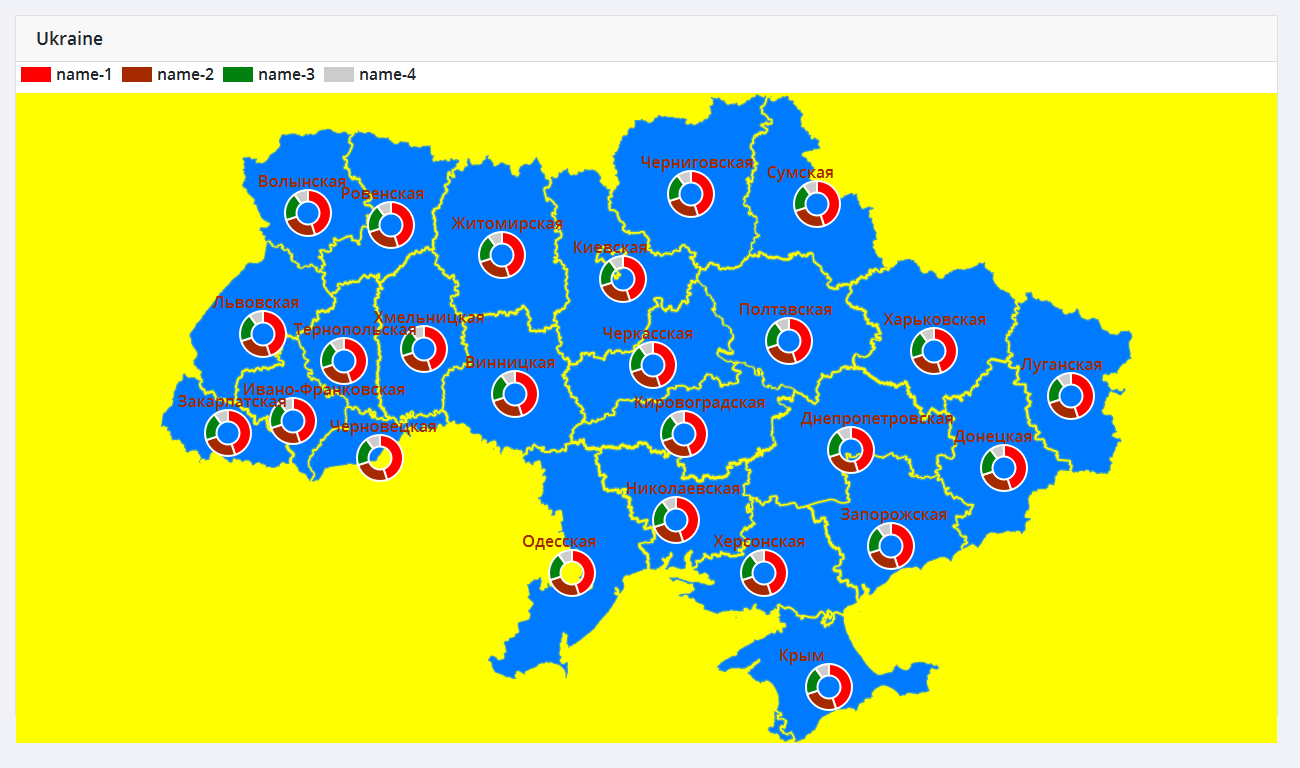 Ukraine
name-1 name-2 name-3 name-4
Черниговская
Сумская
Волынская
Ровенская
Житомирская
Киевская
Львовская
Полтавская
Хмельницкая
Харьковская
Тернопольская
Черкасская
Винницкая
Луганская
Ивано-Франковская
Закарпатская
Кировоградская
Днепропетровская
Черновецкая
Донецкая
Николаевская
Запорожская
Одесская
Херсонская
Крым